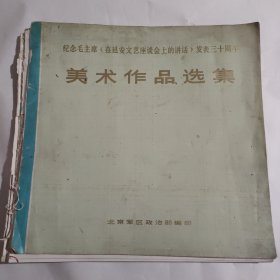 纪念毛主席《在延安文艺座谈会上的讲话》发表三十周年
美术作品选集
北京军区政治部编印